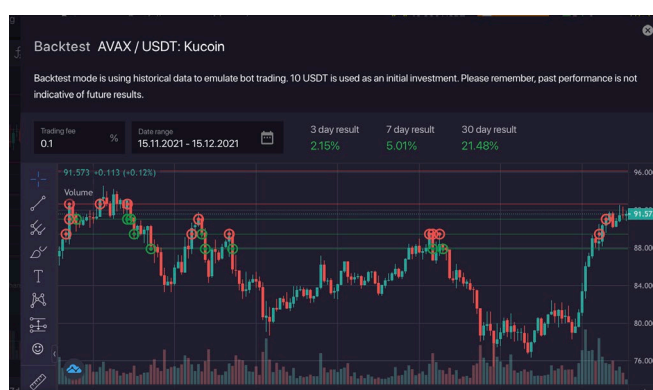 Backtest AVAX / USDT: Kucoin
Backtest mode is using historical data to emulate bot trading. 10 USDT is used as an initial investment. Please remember, past performance is not
indicative of future results.
Trading fee
0.1 %
Date range
15.11.2021 - 15.12.2021
3 day result
2.15%
7 day result
5.01%
30 day result
21.48%
91.573 +0.113 (+0.12%)
Volume
96.00
91.57
88.00
84.00
80.00
76.00